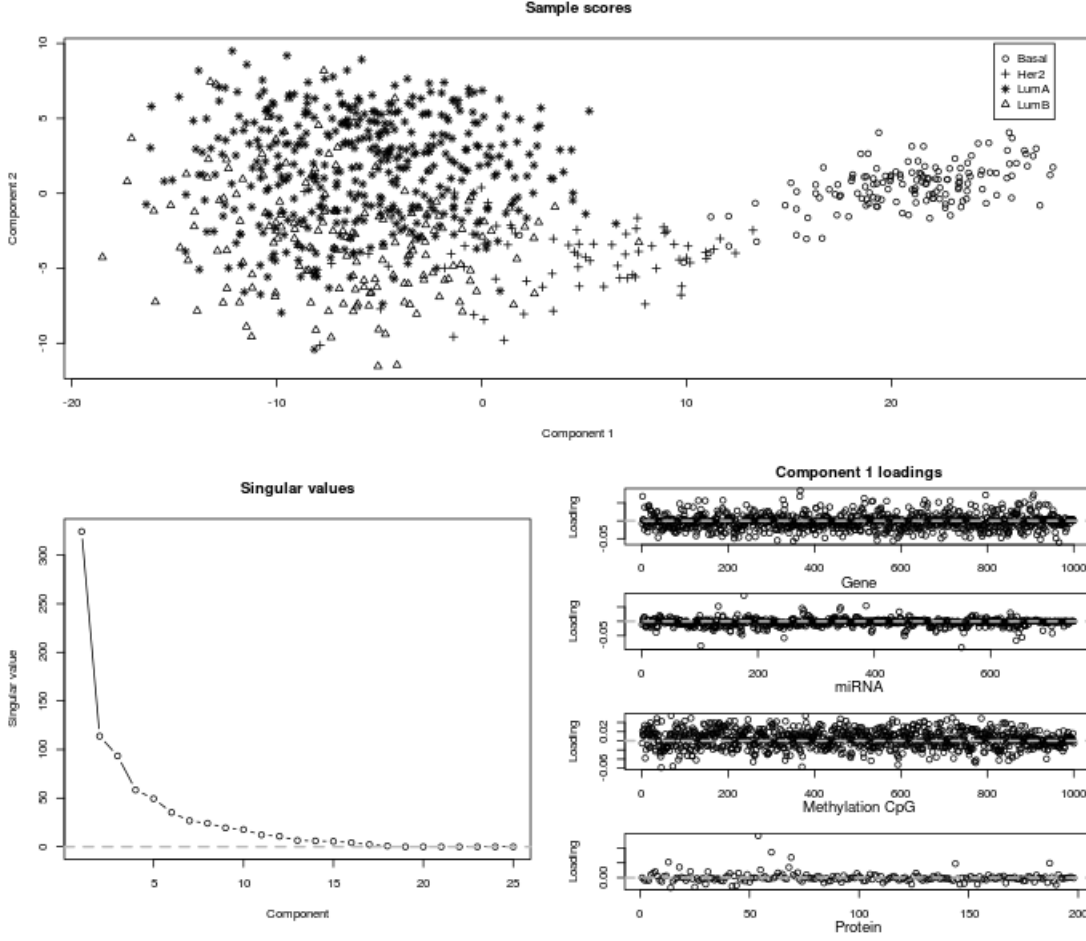 Sample scores
10
5
0
-5
-10
Component 2
Basal
Her2
LumA
LumB
-20
-10
0
10
20
Component 1
Singular values
300
250
200
150
100
50
0
Singular value
5
10
15
20
25
Component
Component 1 loadings
Loading
-0.05
0
200
400
600
800
1000
Gene
Loading
-0.05
0
200
400
600
miRNA
Loading
0.02
-0.06
0
200
400
600
800
1000
Methylation CpG
Loading
0.00
0
50
100
150
200
Protein